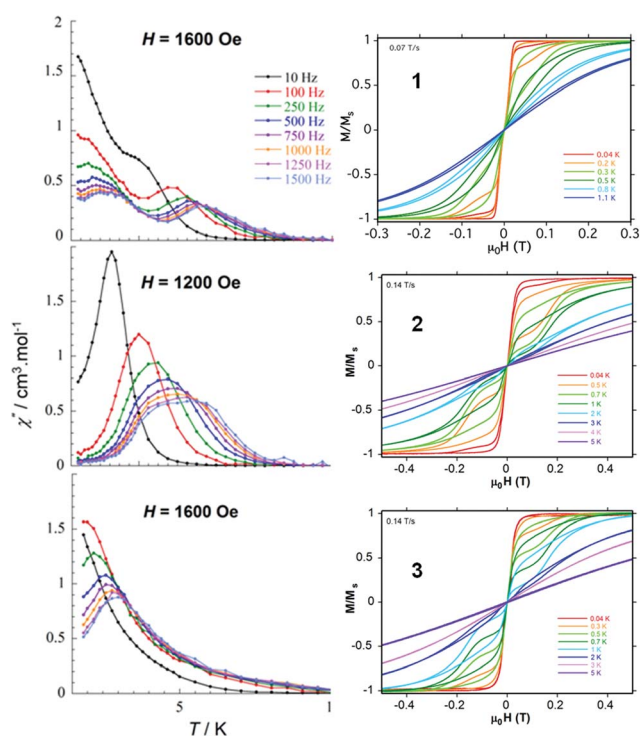 H = 1600 Oe
10 Hz
100 Hz
250 Hz
500 Hz
750 Hz
1000 Hz
1250 Hz
1500 Hz
2
1.5
1
0.5
0
H = 1200 Oe
1.5
1
0.5
0
χ" / cm³.mol⁻¹
H = 1600 Oe
1.5
1
0.5
0
5
1
T / K
0.07 T/s
1
M/Ms
1
0.5
0
-0.5
-1
0.04 K
0.2 K
0.3 K
0.5 K
0.8 K
1.1 K
-0.3 -0.2 -0.1 0 0.1 0.2 0.3
μ₀H (T)
0.14 T/s
2
M/Ms
1
0.5
0
-0.5
-1
0.04 K
0.5 K
0.7 K
1 K
2 K
3 K
4 K
5 K
-0.4 -0.2 0 0.2 0.4
μ₀H (T)
0.14 T/s
3
M/Ms
1
0.5
0
-0.5
-1
0.04 K
0.3 K
0.5 K
0.7 K
1 K
2 K
3 K
5 K
-0.4 -0.2 0 0.2 0.4
μ₀H (T)